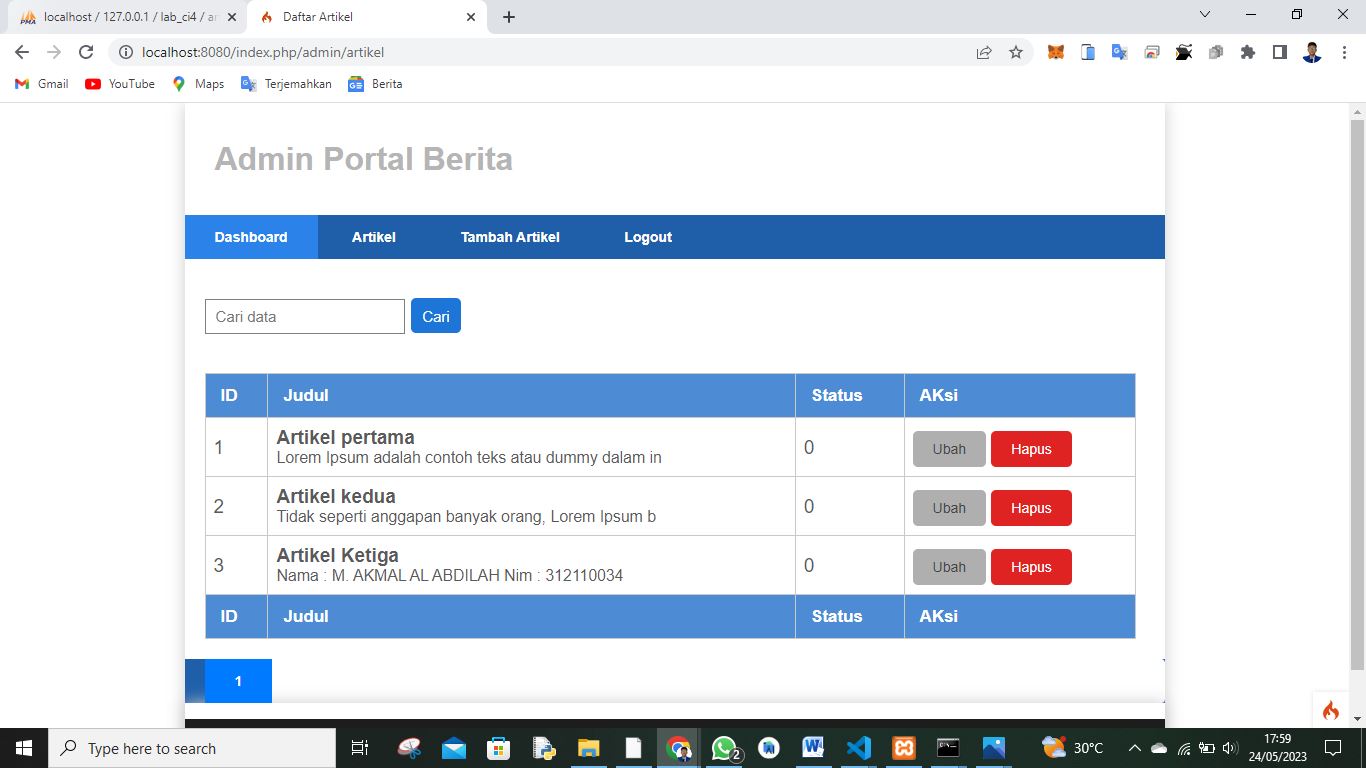 localhost / 127.0.0.1 / lab_ci4 / ar
Daftar Artikel
localhost:8080/index.php/admin/artikel
Gmail YouTube Maps Terjemahkan Berita
Admin Portal Berita
Dashboard Artikel Tambah Artikel Logout
Cari data Cari
ID Judul Status AKsi
1 Artikel pertama 0 Ubah Hapus
Lorem Ipsum adalah contoh teks atau dummy dalam in
2 Artikel kedua 0 Ubah Hapus
Tidak seperti anggapan banyak orang, Lorem Ipsum b
3 Artikel Ketiga 0 Ubah Hapus
Nama : M. AKMAL AL ABDILAH Nim : 312110034
ID Judul Status AKsi
1
Type here to search
2
30°C
17:59
24/05/2023